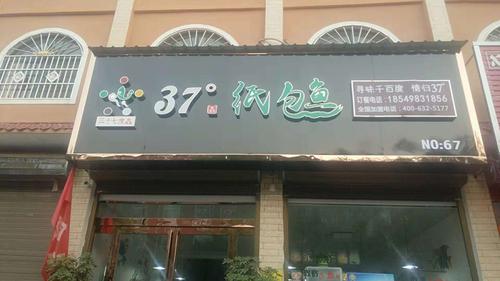 37°
纸包鱼
寻味千百度 情归37°
订餐电话：18549831856
全国加盟电话：400-632-5177
NO:67